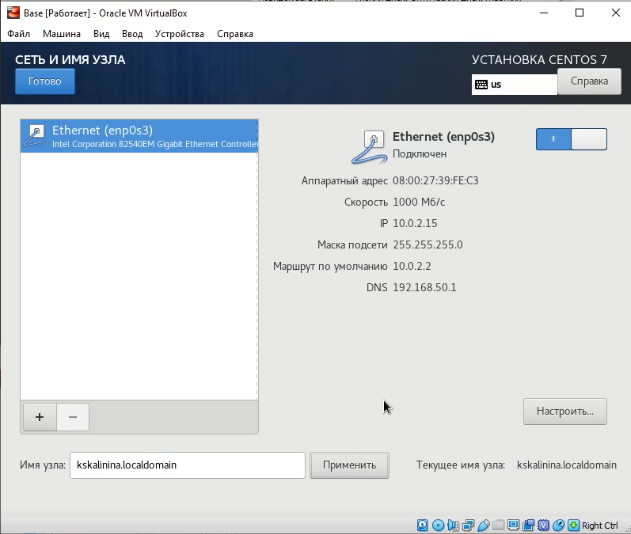 Base [Работает] - Oracle VM VirtualBox
Файл Машина Вид Ввод Устройства Справка
СЕТЬ И ИМЯ УЗЛА
УСТАНОВКА CENTOS 7
Готово
us
Справка
Ethernet (enp0s3)
Intel Corporation 82540EM Gigabit Ethernet Controlle
Ethernet (enp0s3)
Подключен
Аппаратный адрес 08:00:27:39:FE:C3
Скорость 1000 Мб/с
IP 10.0.2.15
Маска подсети 255.255.255.0
Маршрут по умолчанию 10.0.2.2
DNS 192.168.50.1
+ −
Настроить...
Имя узла: kskalinina.localdomain Применить Текущее имя узла: kskalinina.localdomain
Right Ctrl